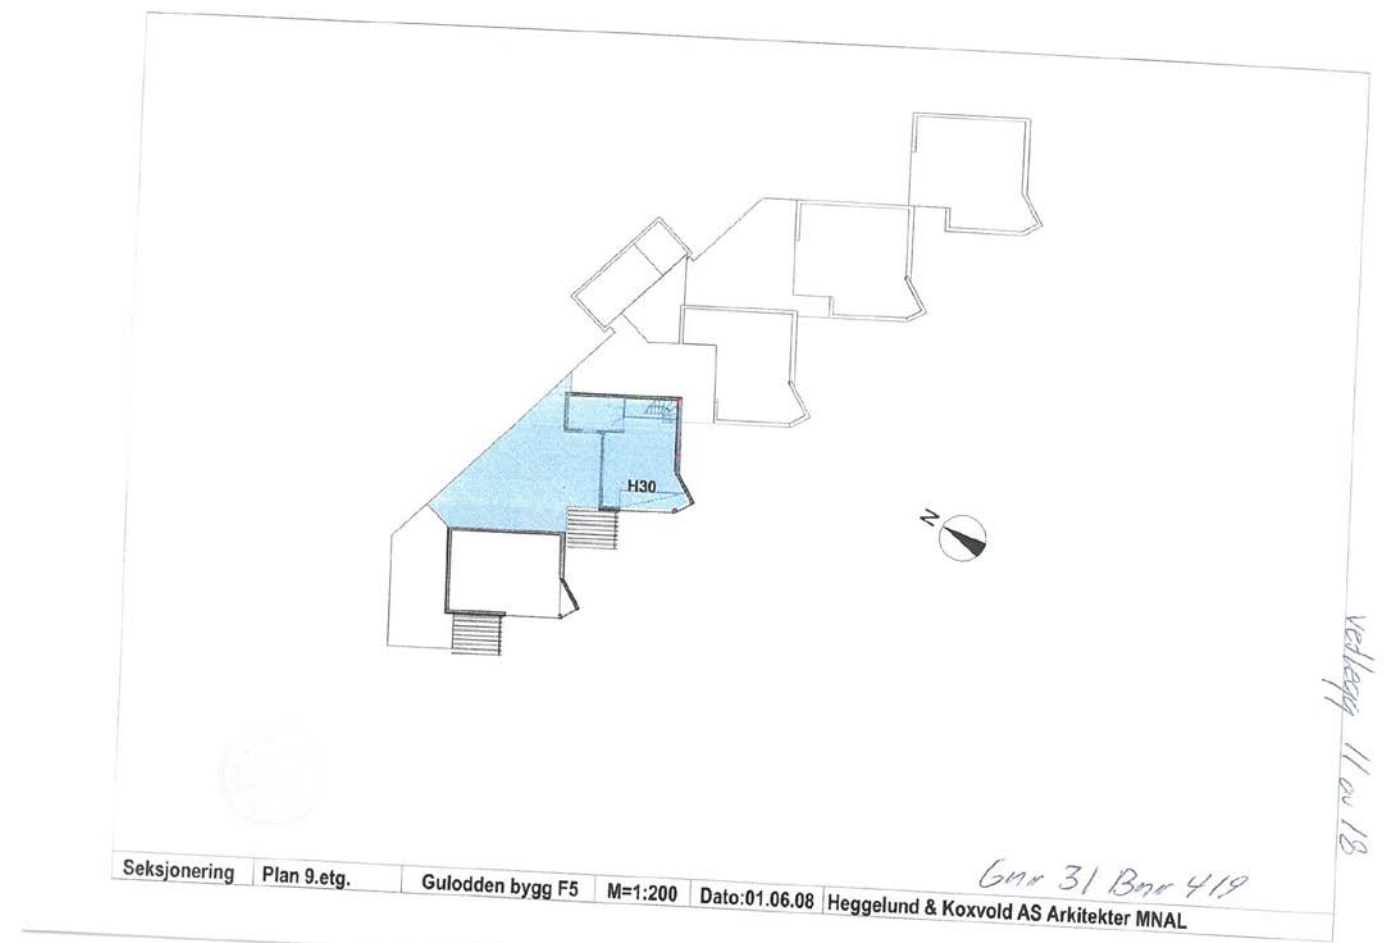 H30
N
Vedlegg 11 av 18
Gnr 31 Bnr 419
Seksjonering Plan 9.etg. Gulodden bygg F5 M=1:200 Dato:01.06.08 Heggelund & Koxvold AS Arkitekter MNAL